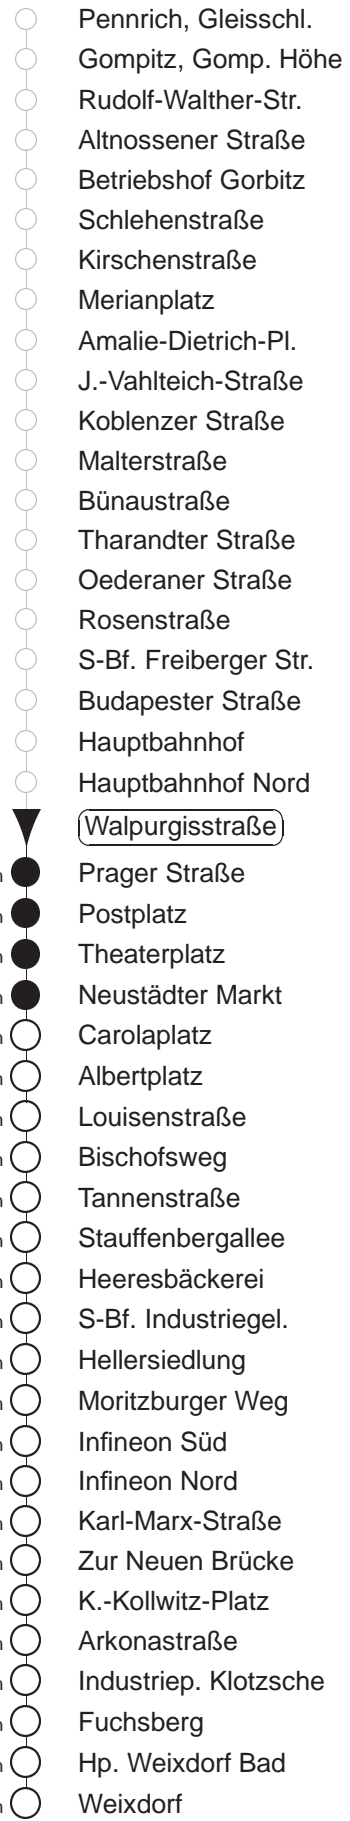 Pennrich, Gleisschl.
Gompitz, Gomp. Höhe
Rudolf-Walther-Str.
Altnossener Straße
Betriebshof Gorbitz
Schlehenstraße
Kirschenstraße
Merianplatz
Amalie-Dietrich-Pl.
J.-Vahlteich-Straße
Koblenzer Straße
Malterstraße
Bünaustraße
Tharandter Straße
Oederaner Straße
Rosenstraße
S-Bf. Freiberger Str.
Budapester Straße
Hauptbahnhof
Hauptbahnhof Nord
Walpurgisstraße
Prager Straße
Postplatz
Theaterplatz
Neustädter Markt
Carolaplatz
Albertplatz
Louisenstraße
Bischofsweg
Tannenstraße
Stauffenbergallee
Heeresbäckerei
S-Bf. Industriegel.
Hellersiedlung
Moritzburger Weg
Infineon Süd
Infineon Nord
Karl-Marx-Straße
Zur Neuen Brücke
K.-Kollwitz-Platz
Arkonastraße
Industriep. Klotzsche
Fuchsberg
Hp. Weixdorf Bad
Weixdorf